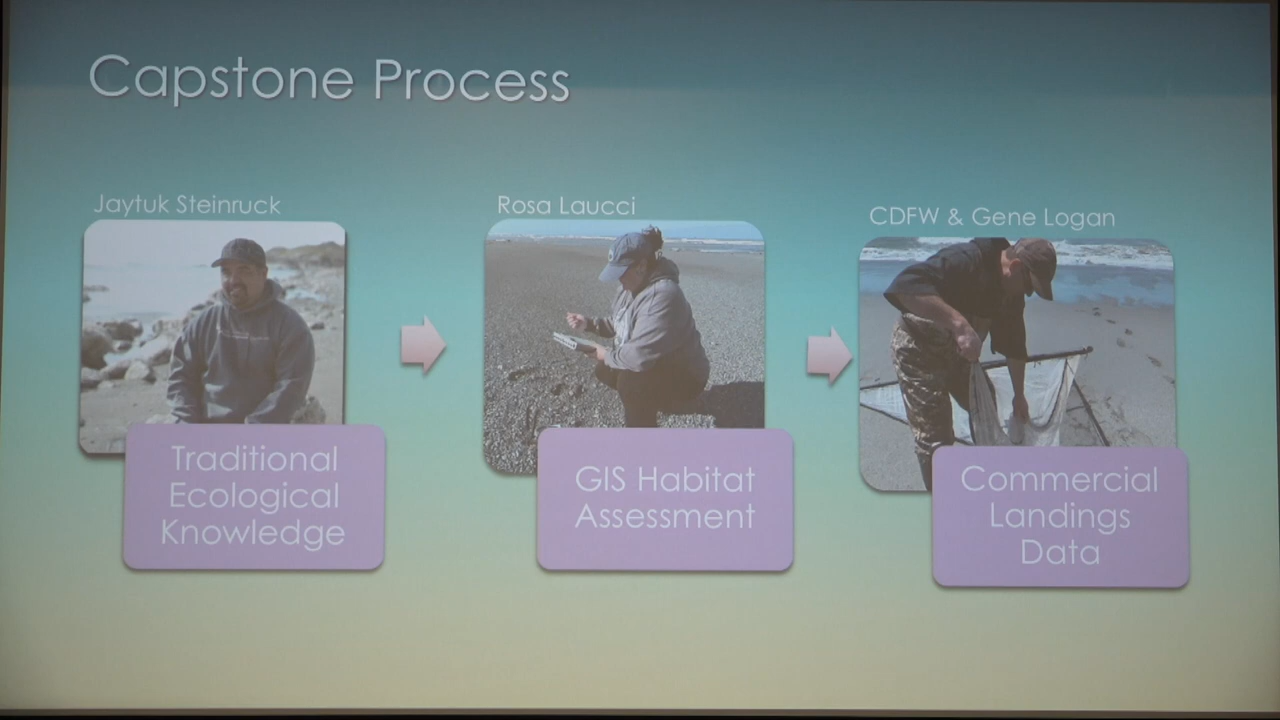 Capstone Process
Jaytuk Steinruck
Rosa Laucci
CDFW & Gene Logan
Traditional
Ecological
Knowledge
GIS Habitat
Assessment
Commercial
Landings
Data